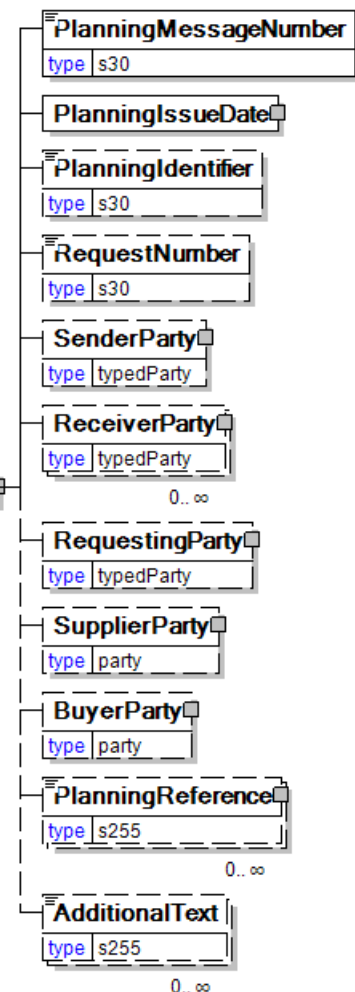 PlanningMessageNumber
type s30
PlanningIssueDate
PlanningIdentifier
type s30
RequestNumber
type s30
SenderParty
type typedParty
ReceiverParty
type typedParty
0.. ∞
RequestingParty
type typedParty
SupplierParty
type party
BuyerParty
type party
PlanningReference
type s255
0.. ∞
AdditionalText
type s255
0.. ∞